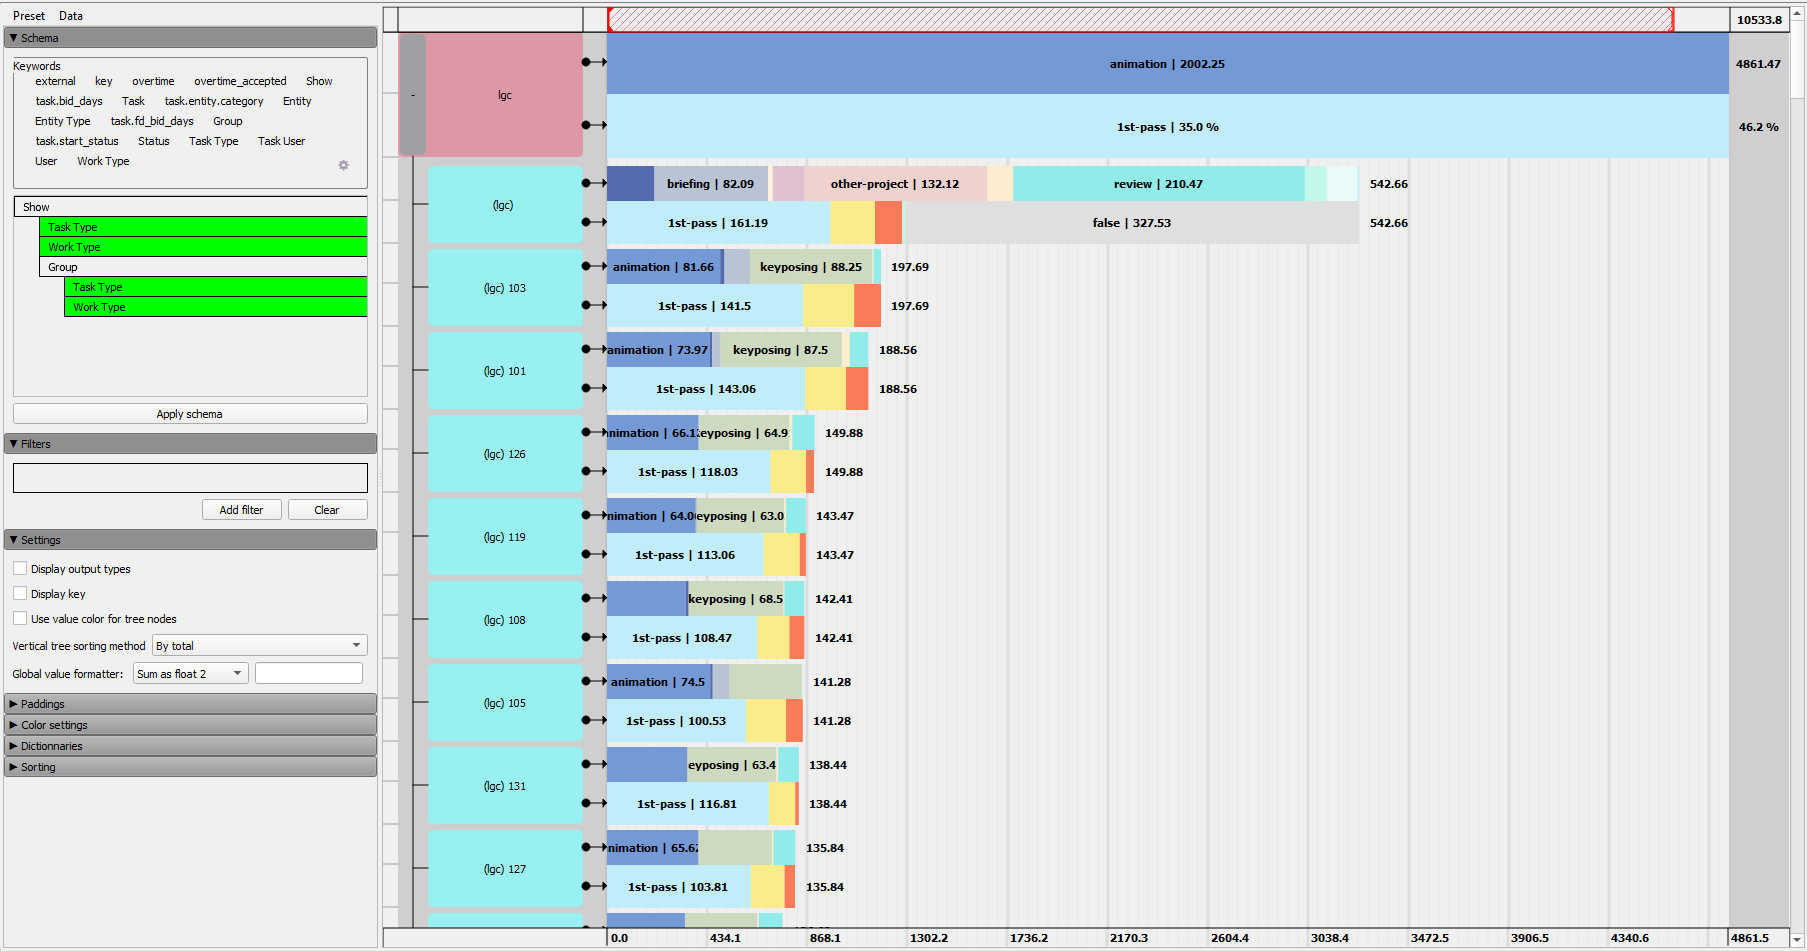 Preset Data
Schema
Keywords
external key overtime overtime_accepted Show
task.bid_days Task task.entity.category Entity
Entity Type task.fd_bid_days Group
task.start_status Status Task Type Task User
User Work Type
Show
Task Type
Work Type
Group
Task Type
Work Type
Apply schema
Filters
Add filter Clear
Settings
Display output types
Display key
Use value color for tree nodes
Vertical tree sorting method By total
Global value formatter: Sum as float 2
Paddings
Color settings
Dictionnaries
Sorting
10533.8
- lgc
animation | 2002.25 4861.47
1st-pass | 35.0 % 46.2 %
(lgc)
briefing | 82.09 other-project | 132.12 review | 210.47 542.66
1st-pass | 161.19 false | 327.53 542.66
(lgc) 103
animation | 81.66 keyposing | 88.25 197.69
1st-pass | 141.5 197.69
(lgc) 101
animation | 73.97 keyposing | 87.5 188.56
1st-pass | 143.06 188.56
(lgc) 126
nimation | 66.1 eyposing | 64.9 149.88
1st-pass | 118.03 149.88
(lgc) 119
nimation | 64.0 eyposing | 63.0 143.47
1st-pass | 113.06 143.47
(lgc) 108
keyposing | 68.5 142.41
1st-pass | 108.47 142.41
(lgc) 105
animation | 74.5 141.28
1st-pass | 100.53 141.28
(lgc) 131
eyposing | 63.4 138.44
1st-pass | 116.81 138.44
(lgc) 127
nimation | 65.62 135.84
1st-pass | 103.81 135.84
0.0 434.1 868.1 1302.2 1736.2 2170.3 2604.4 3038.4 3472.5 3906.5 4340.6 4861.5